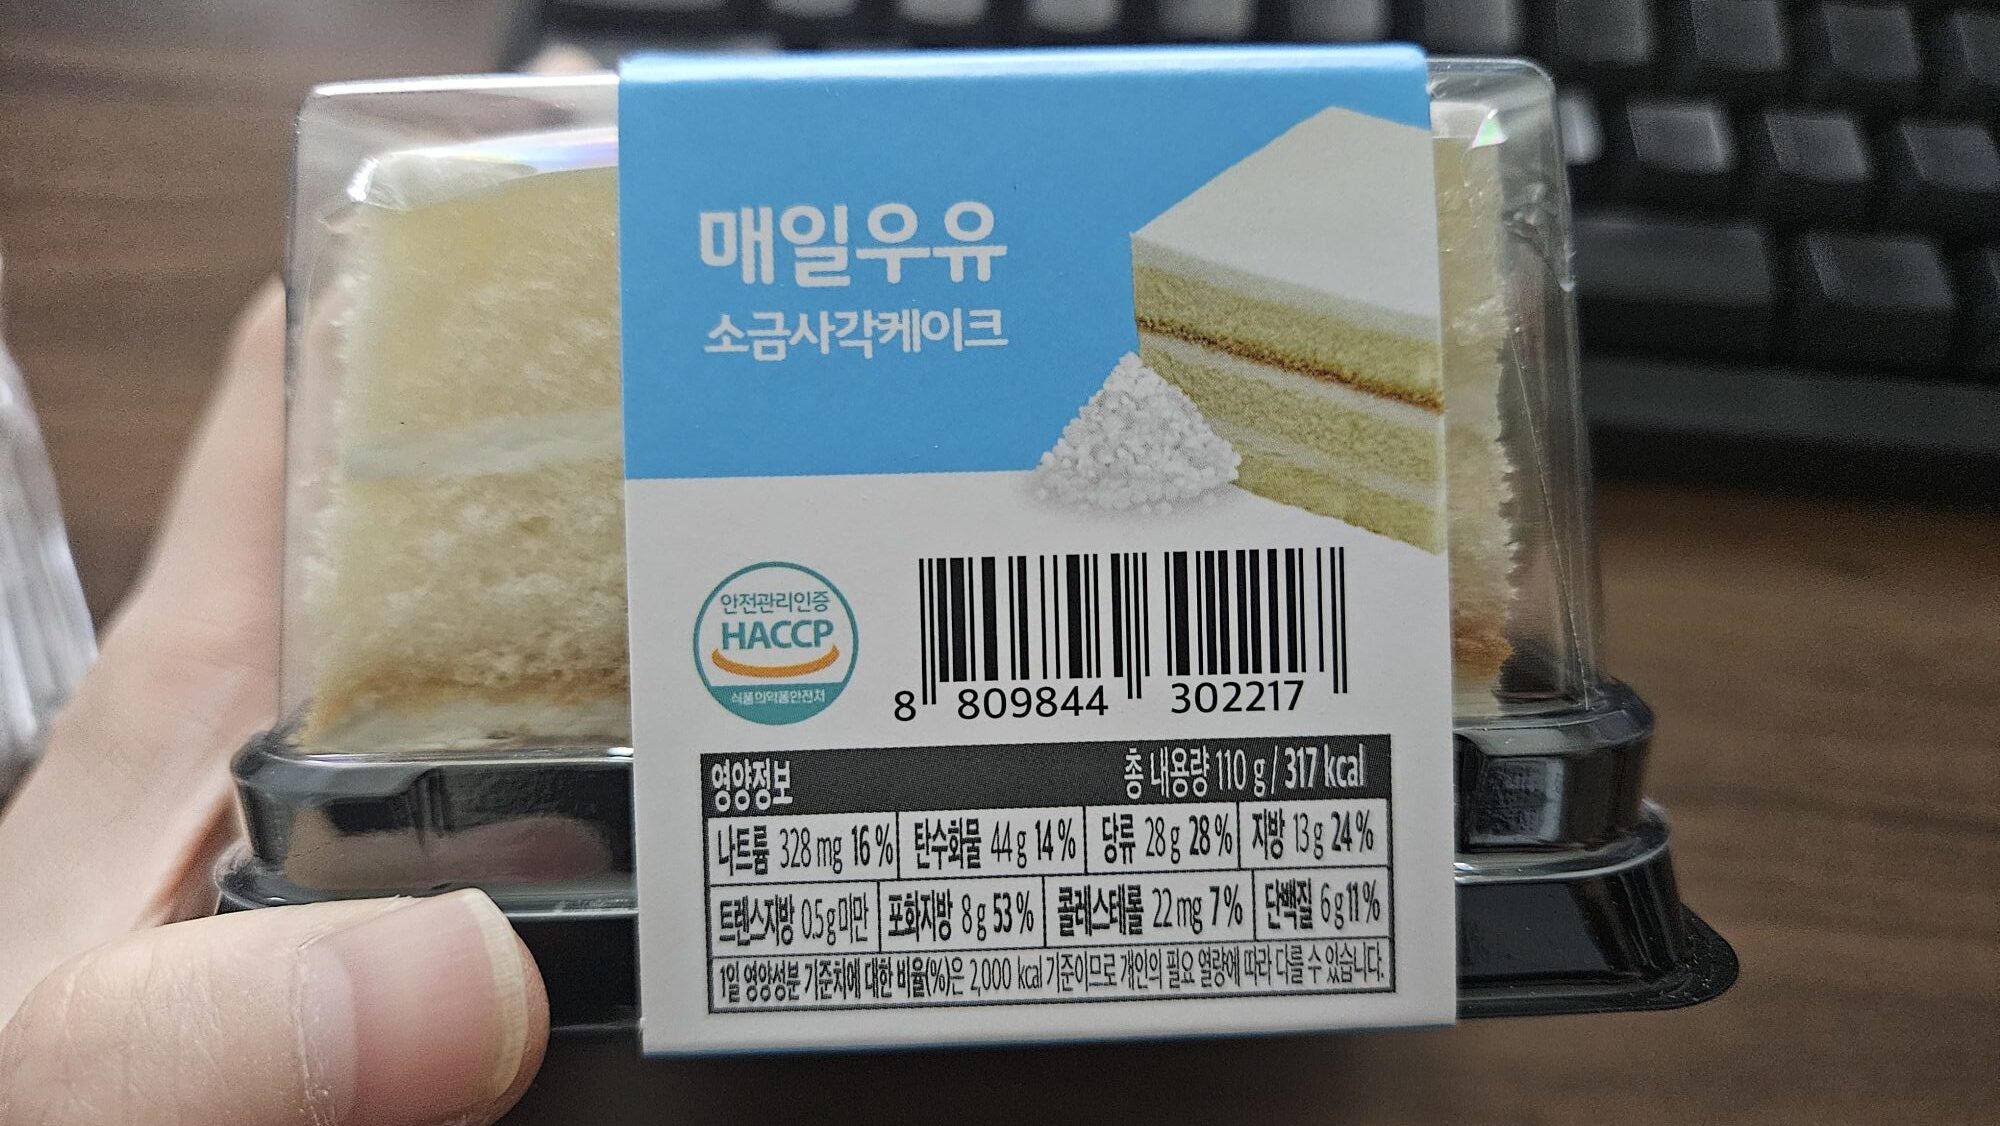 매일우유
소금사각케이크
안전관리인증
HACCP
식품의약품안전처
8 809844 302217
영양정보 총 내용량 110 g / 317 kcal
나트륨 328 mg 16 % 탄수화물 44 g 14 % 당류 28 g 28 % 지방 13 g 24 %
트랜스지방 0.5 g 미만 포화지방 8 g 53 % 콜레스테롤 22 mg 7 % 단백질 6 g 11 %
1일 영양성분 기준치에 대한 비율(%)은 2,000 kcal 기준이므로 개인의 필요 열량에 따라 다를 수 있습니다.